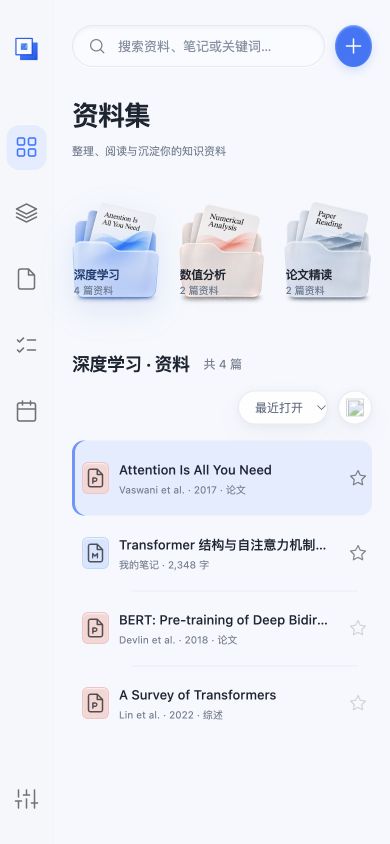 搜索资料、笔记或关键词...
资料集
整理、阅读与沉淀你的知识资料
Attention Is
All You Need
深度学习
4 篇资料
Numerical
Analysis
数值分析
2 篇资料
Paper
Reading
论文精读
2 篇资料
深度学习 · 资料 共 4 篇
最近打开
P
Attention Is All You Need
Vaswani et al. · 2017 · 论文
M
Transformer 结构与自注意力机制...
我的笔记 · 2,348 字
P
BERT: Pre-training of Deep Bidir...
Devlin et al. · 2018 · 论文
P
A Survey of Transformers
Lin et al. · 2022 · 综述